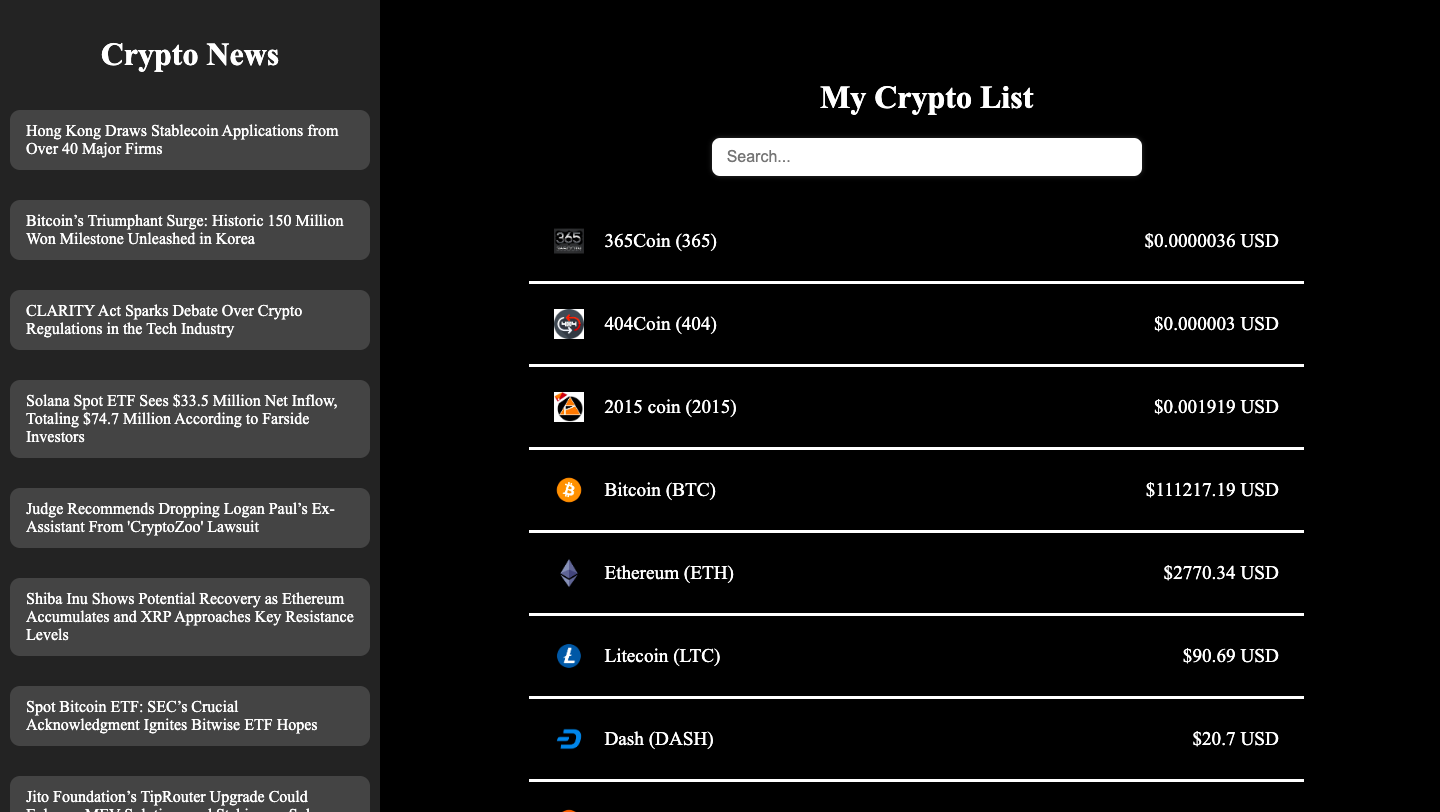 Crypto News
Hong Kong Draws Stablecoin Applications from
Over 40 Major Firms
Bitcoin’s Triumphant Surge: Historic 150 Million
Won Milestone Unleashed in Korea
CLARITY Act Sparks Debate Over Crypto
Regulations in the Tech Industry
Solana Spot ETF Sees $33.5 Million Net Inflow,
Totaling $74.7 Million According to Farside
Investors
Judge Recommends Dropping Logan Paul’s Ex-
Assistant From 'CryptoZoo' Lawsuit
Shiba Inu Shows Potential Recovery as Ethereum
Accumulates and XRP Approaches Key Resistance
Levels
Spot Bitcoin ETF: SEC’s Crucial
Acknowledgment Ignites Bitwise ETF Hopes
Jito Foundation’s TipRouter Upgrade Could
My Crypto List
Search...
365
365Coin (365) $0.0000036 USD
404
404Coin (404) $0.000003 USD
2015 coin (2015) $0.001919 USD
Bitcoin (BTC) $111217.19 USD
Ethereum (ETH) $2770.34 USD
Litecoin (LTC) $90.69 USD
Dash (DASH) $20.7 USD